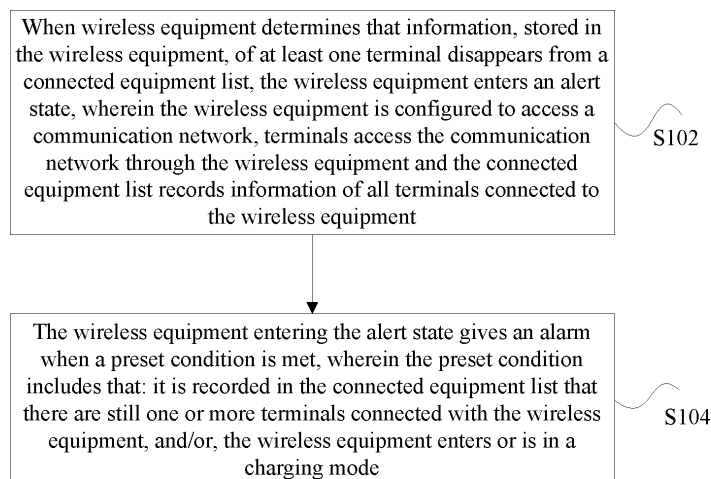 When wireless equipment determines that information, stored in
the wireless equipment, of at least one terminal disappears from a
connected equipment list, the wireless equipment enters an alert
state, wherein the wireless equipment is configured to access a
communication network, terminals access the communication
network through the wireless equipment and the connected
equipment list records information of all terminals connected to
the wireless equipment
S102
The wireless equipment entering the alert state gives an alarm
when a preset condition is met, wherein the preset condition
includes that: it is recorded in the connected equipment list that
there are still one or more terminals connected with the wireless
equipment, and/or, the wireless equipment enters or is in a
charging mode
S104